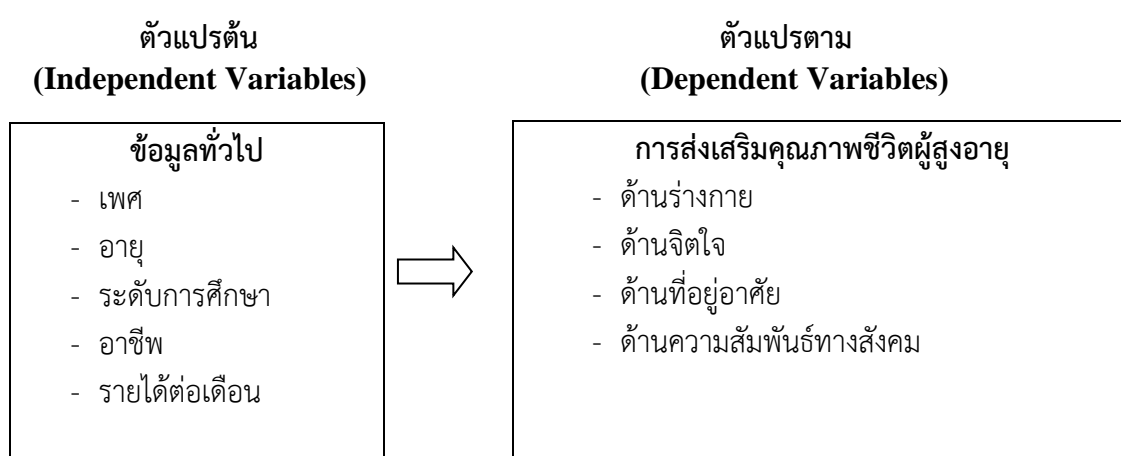 ตัวแปรต้น
(Independent Variables)
ข้อมูลทั่วไป
- เพศ
- อายุ
- ระดับการศึกษา
- อาชีพ
- รายได้ต่อเดือน
ตัวแปรตาม
(Dependent Variables)
การส่งเสริมคุณภาพชีวิตผู้สูงอายุ
- ด้านร่างกาย
- ด้านจิตใจ
- ด้านที่อยู่อาศัย
- ด้านความสัมพันธ์ทางสังคม